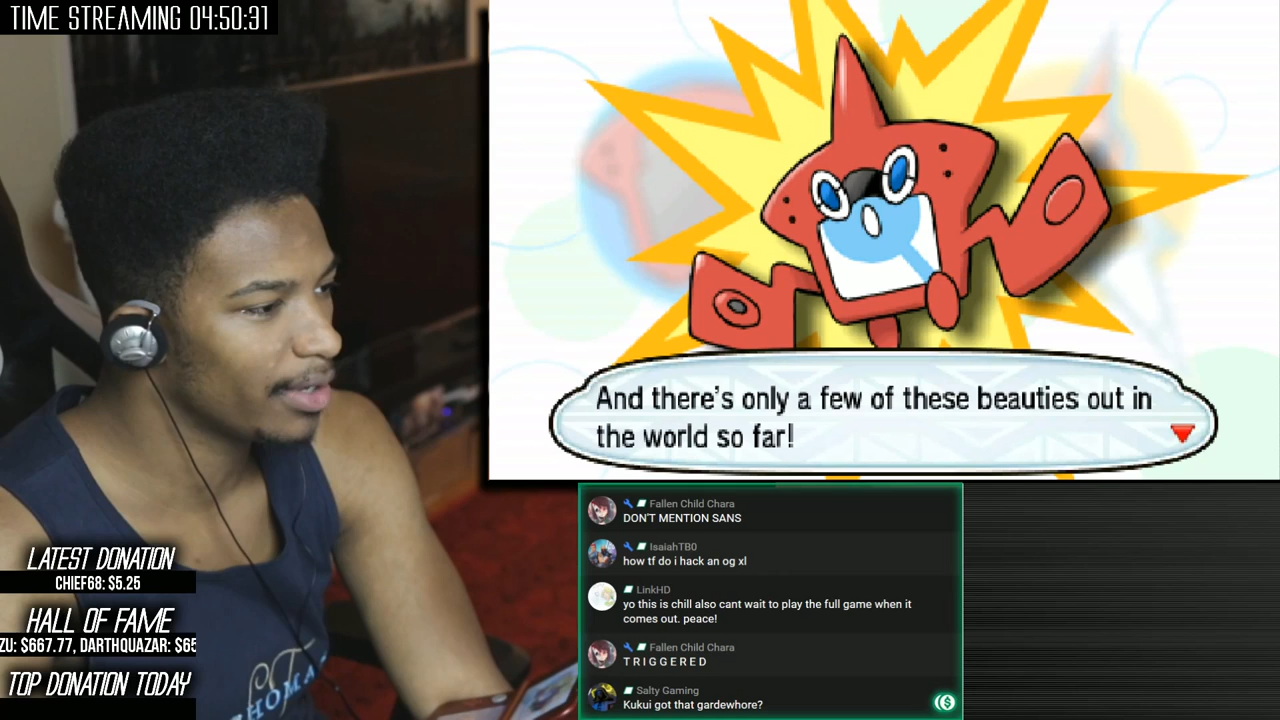 TIME STREAMING 04:50:31
And there's only a few of these beauties out in
the world so far!
Fallen Child Chara
DON'T MENTION SANS
IsaiahTB0
how tf do i hack an og xl
LinkHD
yo this is chill also cant wait to play the full game when it
comes out. peace!
Fallen Child Chara
T R I G G E R E D
Salty Gaming
Kukui got that gardewhore?
LATEST DONATION
CHIEF68: $5.25
HALL OF FAME
ZU: $667.77, DARTHQUAZAR: $65
TOP DONATION TODAY